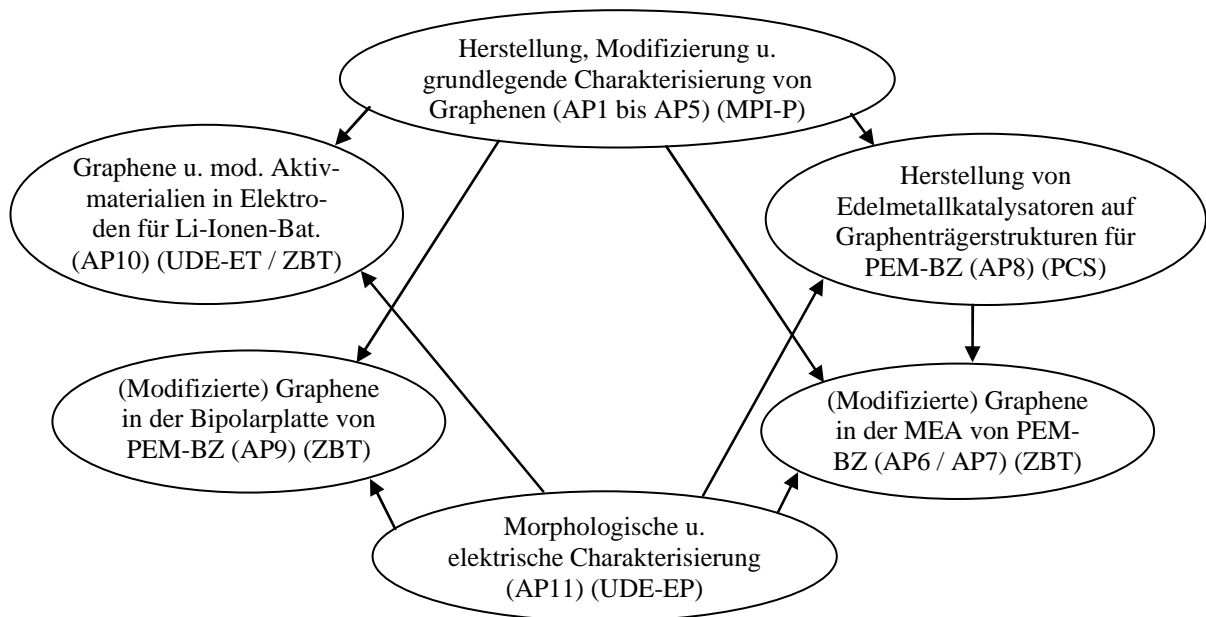 Herstellung, Modifizierung u.
grundlegende Charakterisierung von
Graphenen (AP1 bis AP5) (MPI-P)
Graphene u. mod. Aktiv-
materialien in Elektro-
den für Li-Ionen-Bat.
(AP10) (UDE-ET / ZBT)
Herstellung von
Edelmetallkatalysatoren auf
Graphenträgerstrukturen für
PEM-BZ (AP8) (PCS)
(Modifizierte) Graphene
in der Bipolarplatte von
PEM-BZ (AP9) (ZBT)
(Modifizierte) Graphene
in der MEA von PEM-
BZ (AP6 / AP7) (ZBT)
Morphologische u.
elektrische Charakterisierung
(AP11) (UDE-EP)